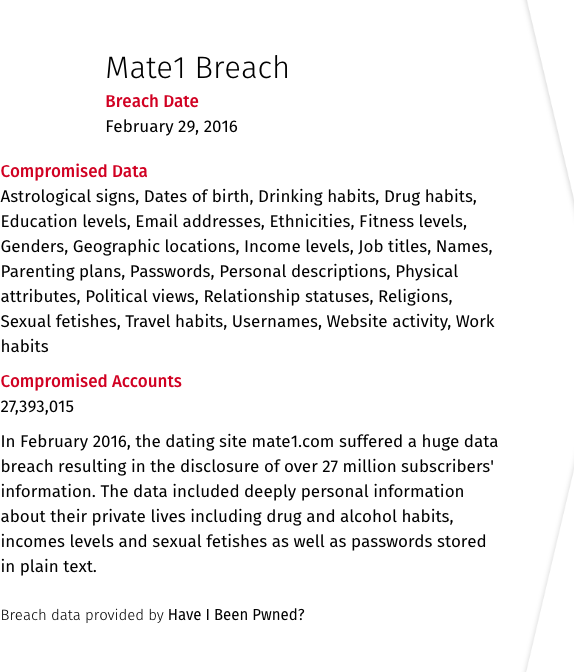 Mate1 Breach
Breach Date
February 29, 2016
Compromised Data
Astrological signs, Dates of birth, Drinking habits, Drug habits,
Education levels, Email addresses, Ethnicities, Fitness levels,
Genders, Geographic locations, Income levels, Job titles, Names,
Parenting plans, Passwords, Personal descriptions, Physical
attributes, Political views, Relationship statuses, Religions,
Sexual fetishes, Travel habits, Usernames, Website activity, Work
habits
Compromised Accounts
27,393,015
In February 2016, the dating site mate1.com suffered a huge data
breach resulting in the disclosure of over 27 million subscribers'
information. The data included deeply personal information
about their private lives including drug and alcohol habits,
incomes levels and sexual fetishes as well as passwords stored
in plain text.
Breach data provided by Have I Been Pwned?